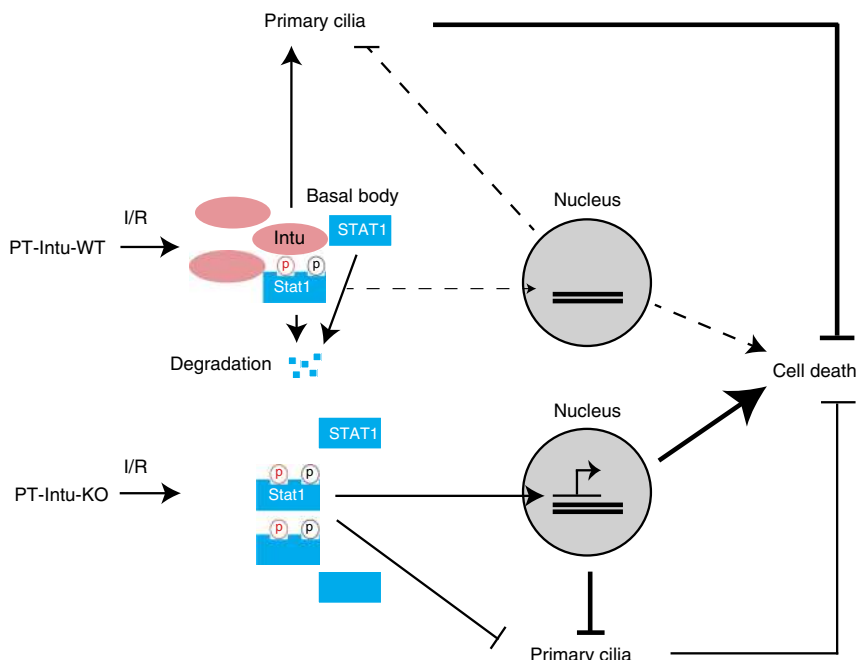 Primary cilia
Basal body
Nucleus
I/R
STAT1
Intu
PT-Intu-WT
p
p
Stat1
Degradation
Cell death
Nucleus
STAT1
I/R
p
p
PT-Intu-KO
Stat1
p
p
Primary cilia